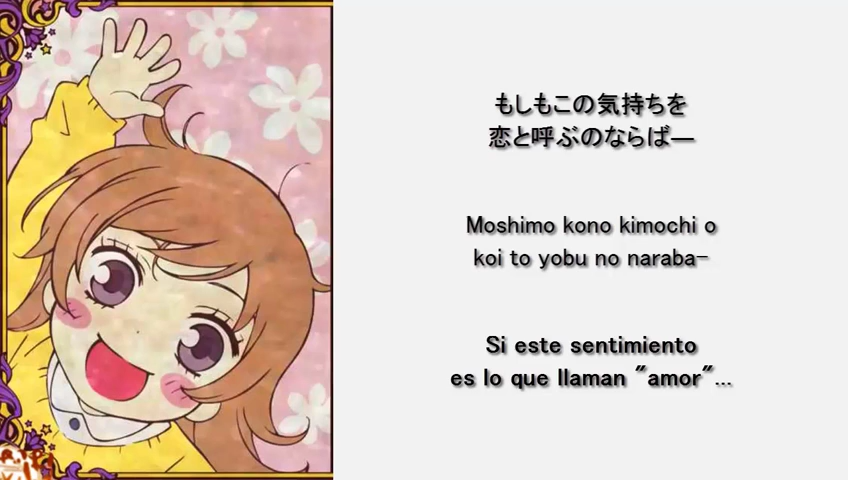 もしもこの気持ちを
恋と呼ぶのならば―
Moshimo kono kimochi o
koi to yobu no naraba-
Si este sentimiento
es lo que llaman "amor"...